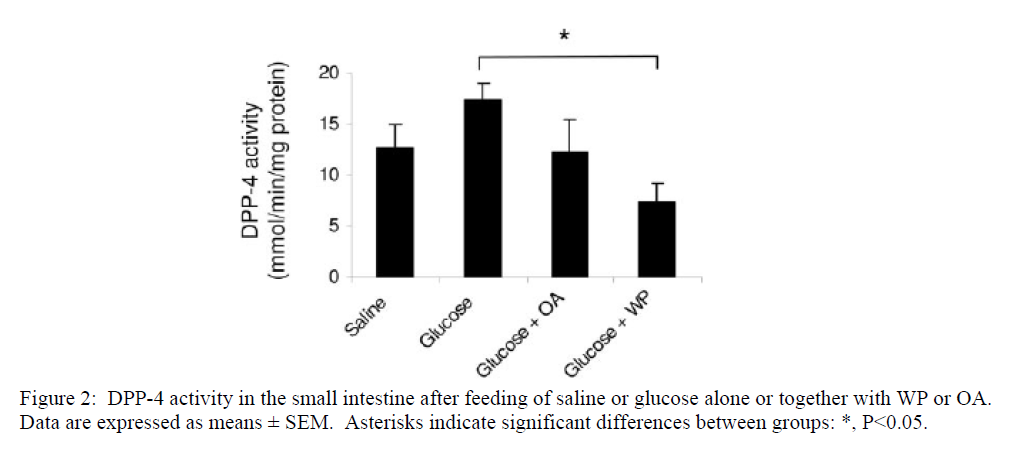 *
DPP-4 activity
(mmol/min/mg protein)
20
15
10
5
0
Saline
Glucose
Glucose + OA
Glucose + WP
Figure 2:  DPP-4 activity in the small intestine after feeding of saline or glucose alone or together with WP or OA.
Data are expressed as means ± SEM.  Asterisks indicate significant differences between groups: *, P<0.05.